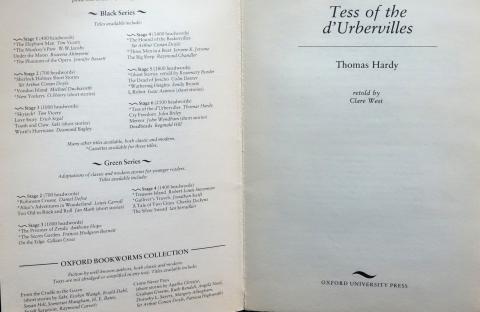 Black Series
Titles available include:
Stage 1 (400 headwords)
*The Elephant Man Tim Vicary
*The Monkey's Paw W. W. Jacobs
Under the Moon Rowena Akinyemi
*The Phantom of the Opera Jennifer Bassett
Stage 2 (700 headwords)
*Sherlock Holmes Short Stories
Sir Arthur Conan Doyle
*Voodoo Island Michael Duckworth
*New Yorkers O. Henry (short stories)
Stage 3 (1000 headwords)
*Skyjack! Tim Vicary
Love Story Erich Segal
Tooth and Claw Saki (short stories)
Wyatt's Hurricane Desmond Bagley
Stage 4 (1400 headwords)
*The Hound of the Baskervilles
Sir Arthur Conan Doyle
*Three Men in a Boat Jerome K. Jerome
The Big Sleep Raymond Chandler
Stage 5 (1800 headwords)
*Ghost Stories retold by Rosemary Border
The Dead of Jericho Colin Dexter
*Wuthering Heights Emily Brontë
I, Robot Isaac Asimov (short stories)
Stage 6 (2500 headwords)
*Tess of the d'Urbervilles Thomas Hardy
Cry Freedom John Briley
Meteor John Wyndham (short stories)
Deadheads Reginald Hill
Many other titles available, both classic and modern.
*Cassettes available for these titles.
Green Series
Adaptations of classic and modern stories for younger readers.
Titles available include:
Stage 2 (700 headwords)
*Robinson Crusoe Daniel Defoe
*Alice's Adventures in Wonderland Lewis Carroll
Too Old to Rock and Roll Jan Mark (short stories)
Stage 3 (1000 headwords)
*The Prisoner of Zenda Anthony Hope
*The Secret Garden Frances Hodgson Burnett
On the Edge Gillian Cross
Stage 4 (1400 headwords)
*Treasure Island Robert Louis Stevenson
*Gulliver's Travels Jonathan Swift
A Tale of Two Cities Charles Dickens
The Silver Sword Ian Serraillier
OXFORD BOOKWORMS COLLECTION
Fiction by well-known authors, both classic and modern.
Texts are not abridged or simplified in any way. Titles available include:
From the Cradle to the Grave
(short stories by Saki, Evelyn Waugh, Roald Dahl,
Susan Hill, Somerset Maugham, H. E. Bates,
Frank Sargeson, Raymond Carver)
Crime Never Pays
(short stories by Agatha Christie,
Graham Greene, Ruth Rendell, Angela Noel,
Dorothy L. Sayers, Margery Allingham,
Sir Arthur Conan Doyle, Patricia Highsmith)
Tess of the
d'Urbervilles
Thomas Hardy
retold by
Clare West
OXFORD UNIVERSITY PRESS